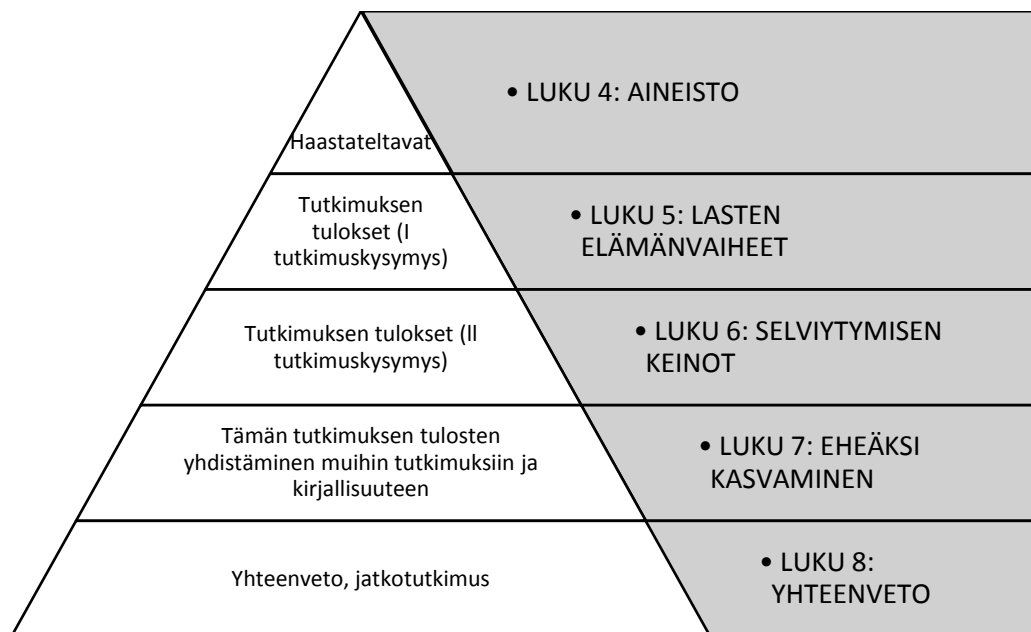 • LUKU 4: AINEISTO
Haastateltavat
Tutkimuksen
tulokset (I
tutkimuskysymys)
• LUKU 5: LASTEN
ELÄMÄNVAIHEET
Tutkimuksen tulokset (II
tutkimuskysymys)
• LUKU 6: SELVIYTYMISEN
KEINOT
Tämän tutkimuksen tulosten
yhdistäminen muihin tutkimuksiin ja
kirjallisuuteen
• LUKU 7: EHEÄKSI
KASVAMINEN
Yhteenveto, jatkotutkimus
• LUKU 8:
YHTEENVETO